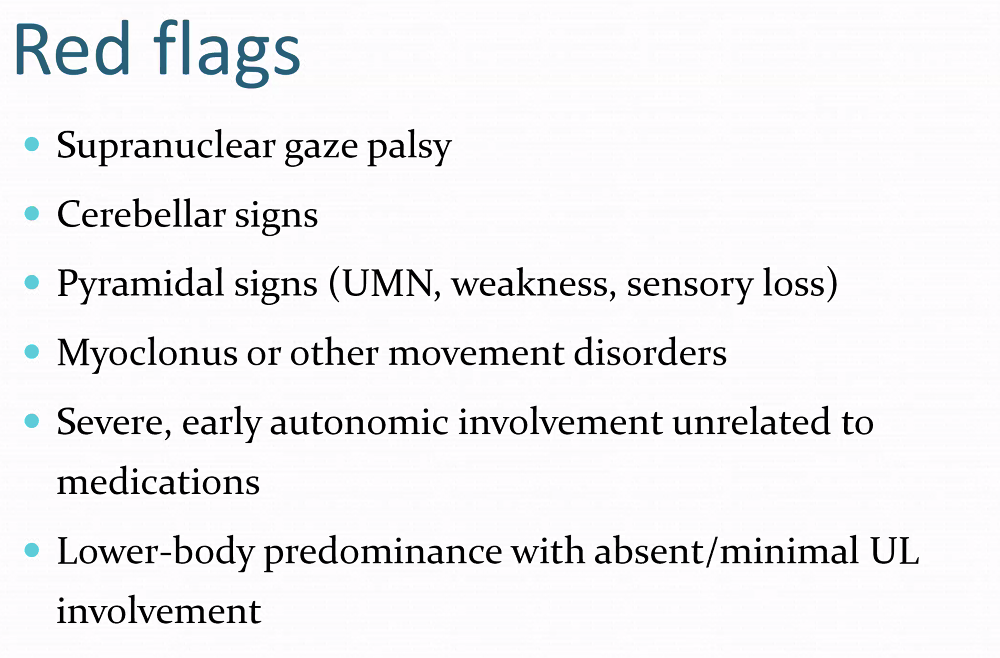 Red flags
• Supranuclear gaze palsy
• Cerebellar signs
• Pyramidal signs (UMN, weakness, sensory loss)
• Myoclonus or other movement disorders
• Severe, early autonomic involvement unrelated to
medications
• Lower-body predominance with absent/minimal UL
involvement